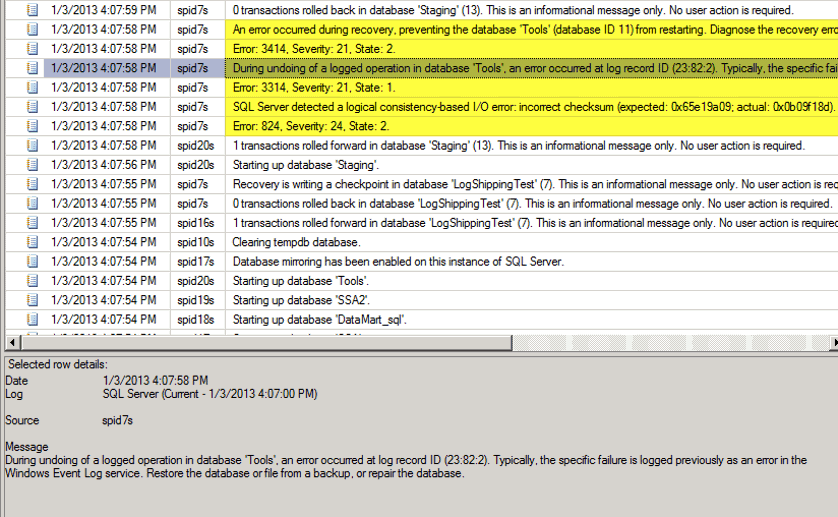 1/3/2013 4:07:59 PM spid7s 0 transactions rolled back in database 'Staging' (13). This is an informational message only. No user action is required.
1/3/2013 4:07:58 PM spid7s An error occurred during recovery, preventing the database 'Tools' (database ID 11) from restarting. Diagnose the recovery erro
1/3/2013 4:07:58 PM spid7s Error: 3414, Severity: 21, State: 2.
1/3/2013 4:07:58 PM spid7s During undoing of a logged operation in database 'Tools', an error occurred at log record ID (23:82:2). Typically, the specific fail
1/3/2013 4:07:58 PM spid7s Error: 3314, Severity: 21, State: 1.
1/3/2013 4:07:58 PM spid7s SQL Server detected a logical consistency-based I/O error: incorrect checksum (expected: 0x65e19a09; actual: 0x0b09f18d).
1/3/2013 4:07:58 PM spid7s Error: 824, Severity: 24, State: 2.
1/3/2013 4:07:58 PM spid20s 1 transactions rolled forward in database 'Staging' (13). This is an informational message only. No user action is required.
1/3/2013 4:07:56 PM spid20s Starting up database 'Staging'.
1/3/2013 4:07:55 PM spid7s Recovery is writing a checkpoint in database 'LogShippingTest' (7). This is an informational message only. No user action is req
1/3/2013 4:07:55 PM spid7s 0 transactions rolled back in database 'LogShippingTest' (7). This is an informational message only. No user action is required.
1/3/2013 4:07:55 PM spid16s 1 transactions rolled forward in database 'LogShippingTest' (7). This is an informational message only. No user action is required
1/3/2013 4:07:54 PM spid10s Clearing tempdb database.
1/3/2013 4:07:54 PM spid17s Database mirroring has been enabled on this instance of SQL Server.
1/3/2013 4:07:54 PM spid20s Starting up database 'Tools'.
1/3/2013 4:07:54 PM spid19s Starting up database 'SSA2'.
1/3/2013 4:07:54 PM spid18s Starting up database 'DataMart_sql'.
Selected row details:
Date 1/3/2013 4:07:58 PM
Log SQL Server (Current - 1/3/2013 4:07:00 PM)
Source spid7s
Message
During undoing of a logged operation in database 'Tools', an error occurred at log record ID (23:82:2). Typically, the specific failure is logged previously as an error in the
Windows Event Log service. Restore the database or file from a backup, or repair the database.